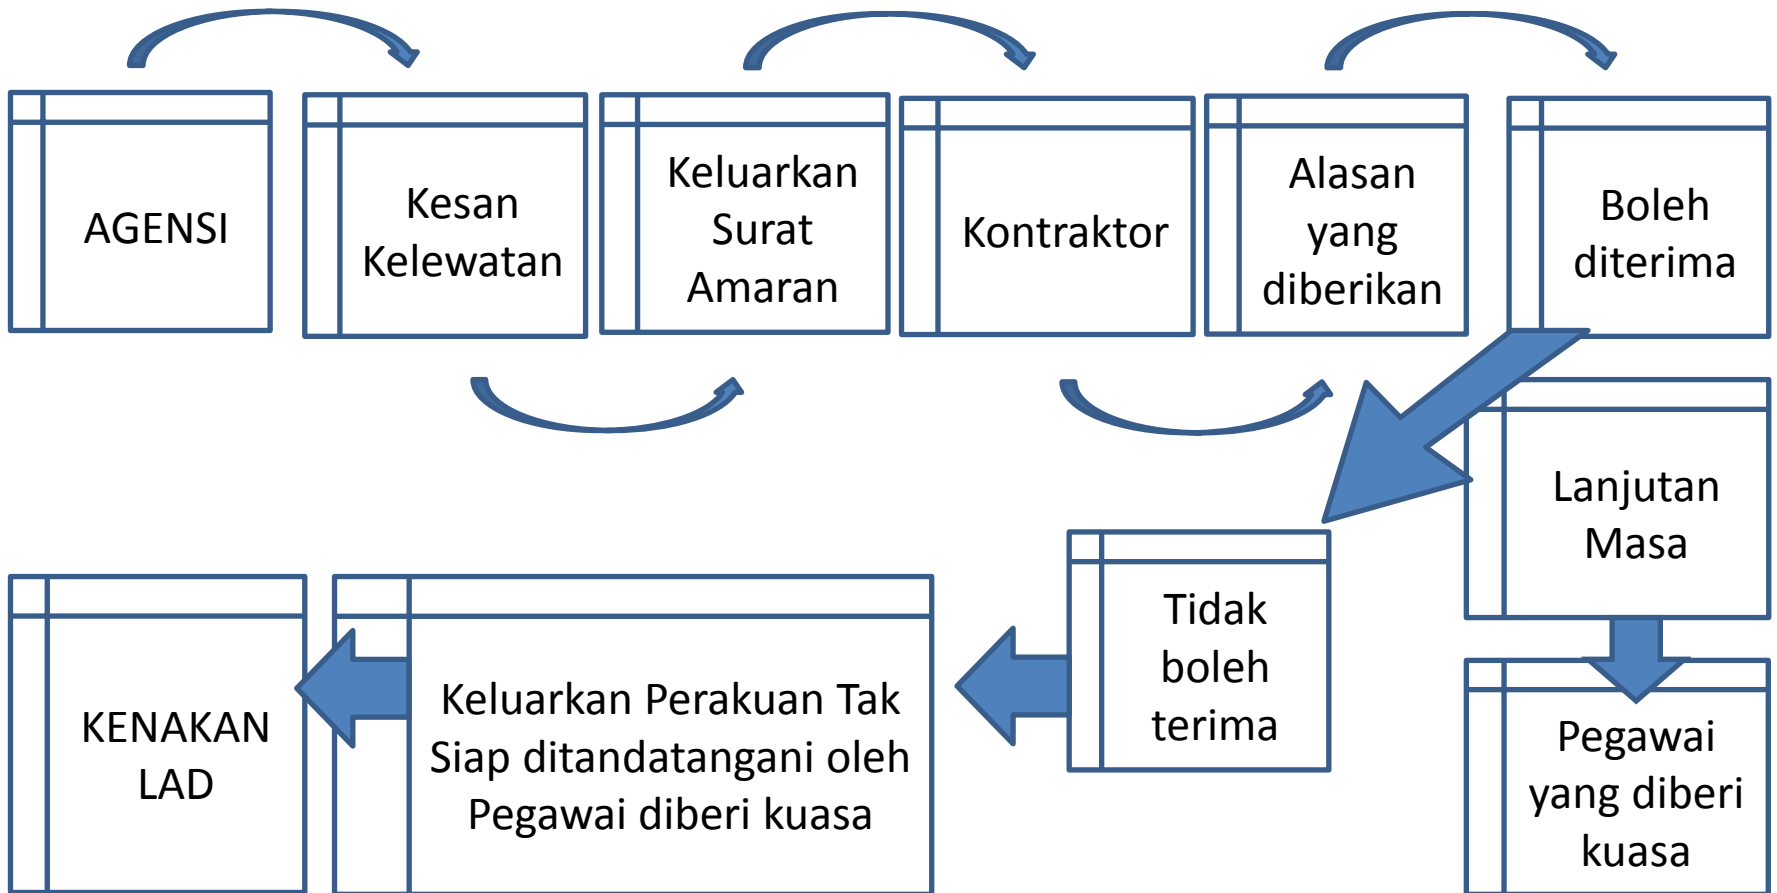 AGENSI
Kesan
Kelewatan
Keluarkan
Surat
Amaran
Kontraktor
Alasan
yang
diberikan
Boleh
diterima
Lanjutan
Masa
Pegawai
yang diberi
kuasa
Tidak
boleh
terima
Keluarkan Perakuan Tak
Siap ditandatangani oleh
Pegawai diberi kuasa
KENAKAN
LAD